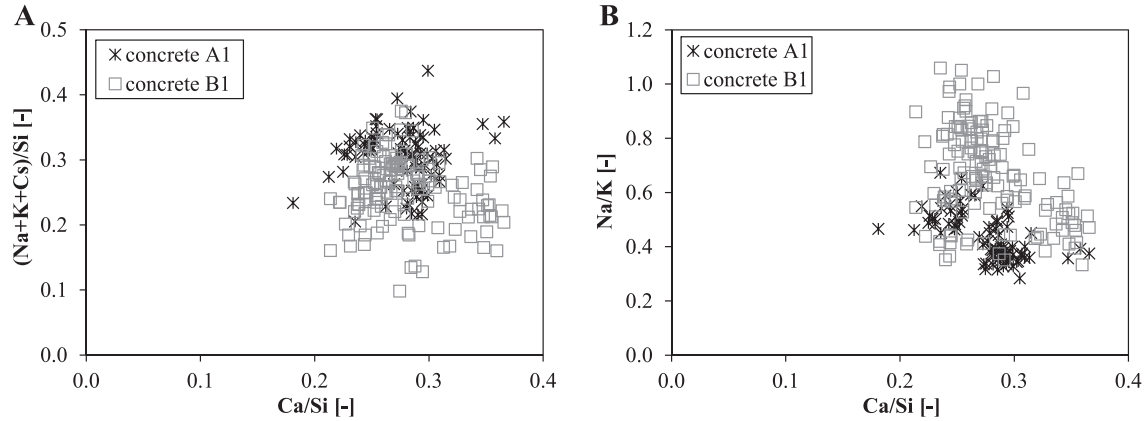 A
0.5
0.4
0.3
0.2
0.1
0.0
(Na+K+Cs)/Si [-]
concrete A1
concrete B1
0.0 0.1 0.2 0.3 0.4
Ca/Si [-]
B
1.2
1.0
0.8
0.6
0.4
0.2
0.0
Na/K [-]
concrete A1
concrete B1
0.0 0.1 0.2 0.3 0.4
Ca/Si [-]